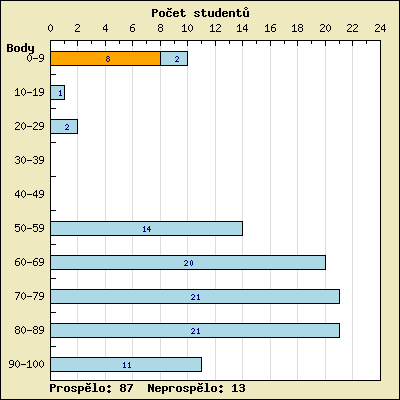 Počet studentů
0 2 4 6 8 10 12 14 16 18 20 22 24
Body
0-9 8 2
10-19 1
20-29 2
30-39
40-49
50-59 14
60-69 20
70-79 21
80-89 21
90-100 11
Prospělo: 87 Neprospělo: 13